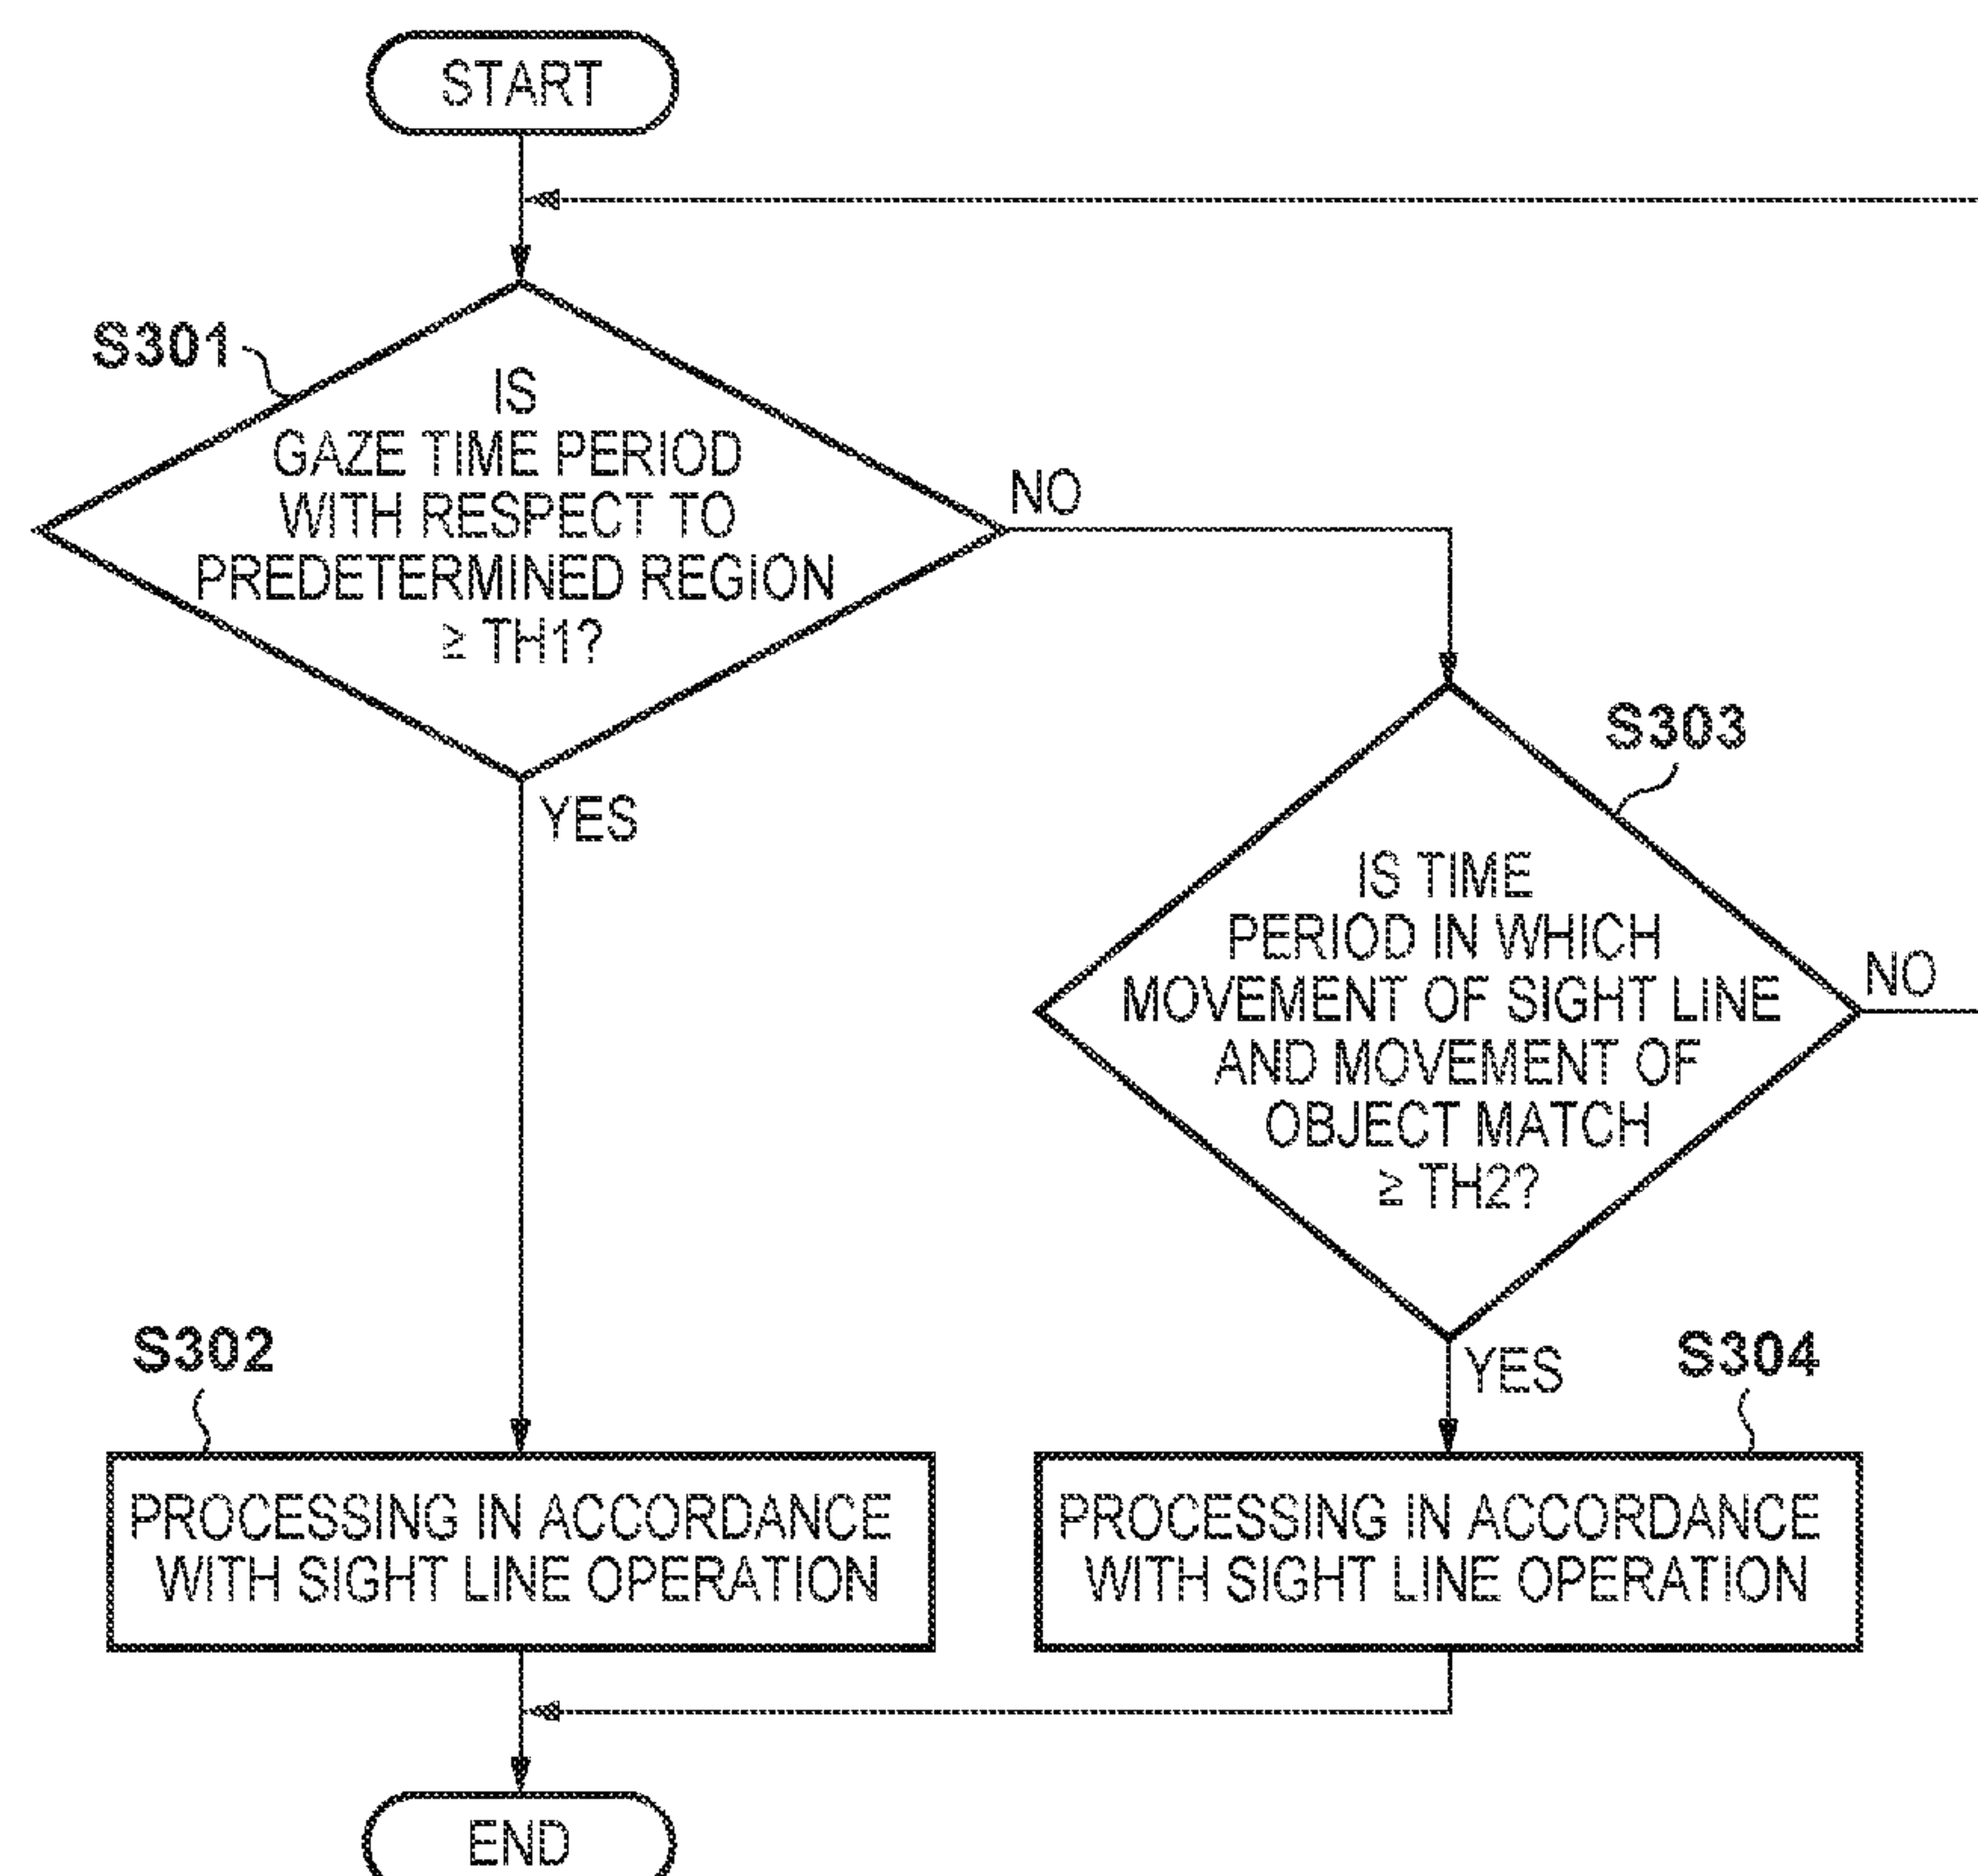 START
S301
IS
GAZE TIME PERIOD
WITH RESPECT TO
PREDETERMINED REGION
≥ TH1?
NO
YES
S303
IS TIME
PERIOD IN WHICH
MOVEMENT OF SIGHT LINE
AND MOVEMENT OF
OBJECT MATCH
≥ TH2?
NO
YES
S302
PROCESSING IN ACCORDANCE
WITH SIGHT LINE OPERATION
S304
PROCESSING IN ACCORDANCE
WITH SIGHT LINE OPERATION
END